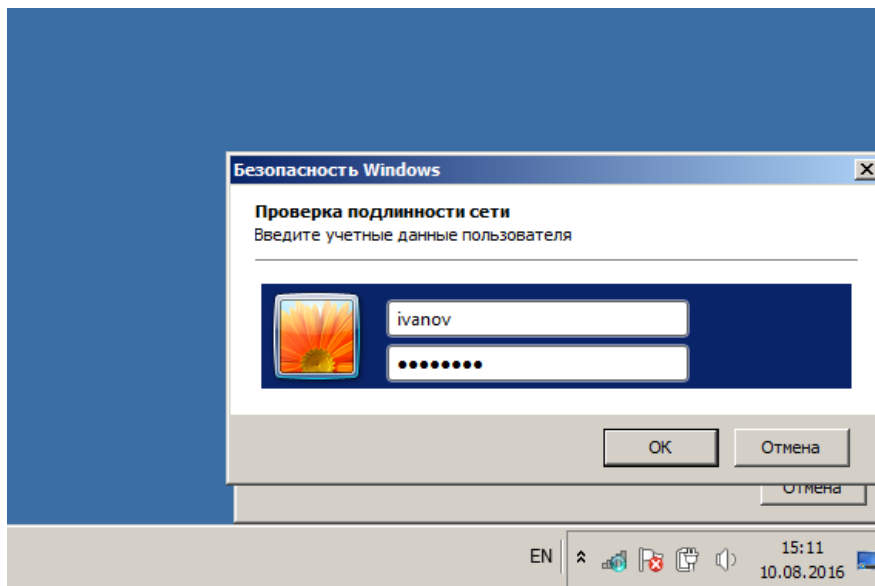 Безопасность Windows
Проверка подлинности сети
Введите учетные данные пользователя
ivanov
●●●●●●●●
OK
Отмена
Отмена
EN
15:11
10.08.2016